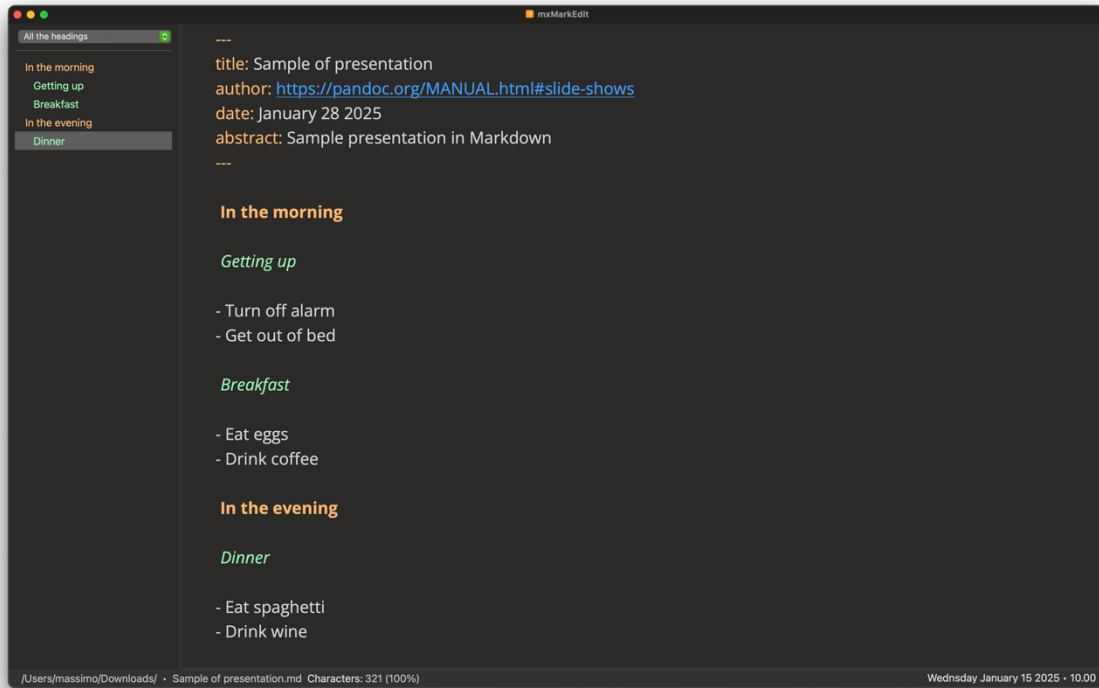 mxMarkEdit
All the headings
In the morning
Getting up
Breakfast
In the evening
Dinner
---
title: Sample of presentation
author: https://pandoc.org/MANUAL.html#slide-shows
date: January 28 2025
abstract: Sample presentation in Markdown
---
In the morning
Getting up
- Turn off alarm
- Get out of bed
Breakfast
- Eat eggs
- Drink coffee
In the evening
Dinner
- Eat spaghetti
- Drink wine
/Users/massimo/Downloads/ • Sample of presentation.md Characters: 321 (100%)
Wednsday January 15 2025 • 10.00